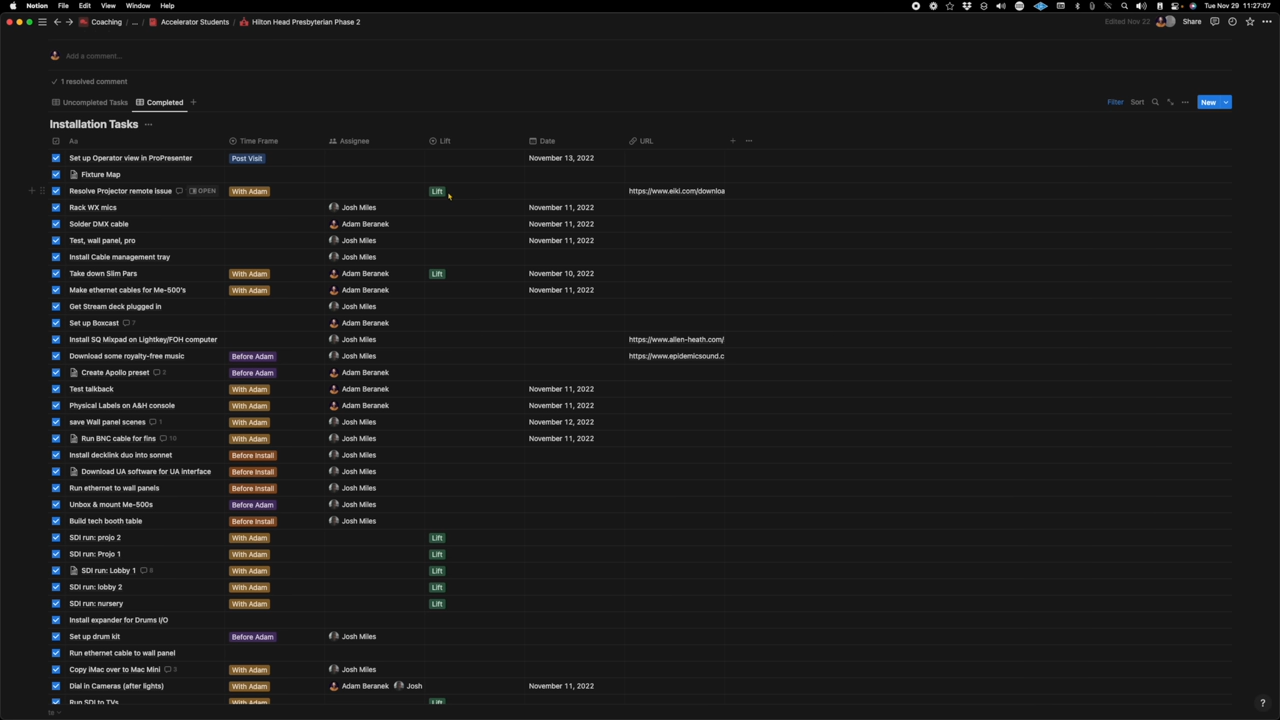 Notion File Edit View Window Help Tue Nov 29 11:27:07
Coaching / ... / Accelerator Students / Hilton Head Presbyterian Phase 2 Edited Nov 22 Share
Add a comment...
1 resolved comment
Uncompleted Tasks Completed Filter Sort New
Installation Tasks
Aa Time Frame Assignee Lift Date URL
Set up Operator view in ProPresenter Post Visit November 13, 2022
Fixture Map
Resolve Projector remote issue OPEN With Adam Lift https://www.eiki.com/downloa
Rack WX mics Josh Miles November 11, 2022
Solder DMX cable Adam Beranek November 11, 2022
Test, wall panel, pro Josh Miles November 11, 2022
Install Cable management tray Josh Miles
Take down Slim Pars With Adam Adam Beranek Lift November 10, 2022
Make ethernet cables for Me-500's With Adam Adam Beranek November 11, 2022
Get Stream deck plugged in Josh Miles
Set up Boxcast 7 Adam Beranek
Install SQ Mixpad on Lightkey/FOH computer Josh Miles https://www.allen-heath.com/
Download some royalty-free music Before Adam Josh Miles https://www.epidemicsound.c
Create Apollo preset 3 Before Adam Adam Beranek
Test talkback With Adam Adam Beranek November 11, 2022
Physical Labels on A&H console With Adam Adam Beranek November 11, 2022
save Wall panel scenes 1 With Adam Josh Miles November 12, 2022
Run BNC cable for fins 10 With Adam Josh Miles November 11, 2022
Install decklink duo into sonnet Before Install Josh Miles
Download UA software for UA interface Before Install Josh Miles
Run ethernet to wall panels Before Install Josh Miles
Unbox & mount Me-500s Before Adam Josh Miles
Build tech booth table Before Install Josh Miles
SDI run: projo 2 With Adam Lift
SDI run: Projo 1 With Adam Lift
SDI run: Lobby 1 With Adam Lift
SDI run: lobby 2 With Adam Lift
SDI run: nursery With Adam Lift
Install expander for Drums I/O
Set up drum kit Before Adam Josh Miles
Run ethernet cable to wall panel
Copy iMac over to Mac Mini 3 With Adam Josh Miles
Dial in Cameras (after lights) With Adam Adam Beranek Josh November 11, 2022
Run SDI to TVs With Adam Lift